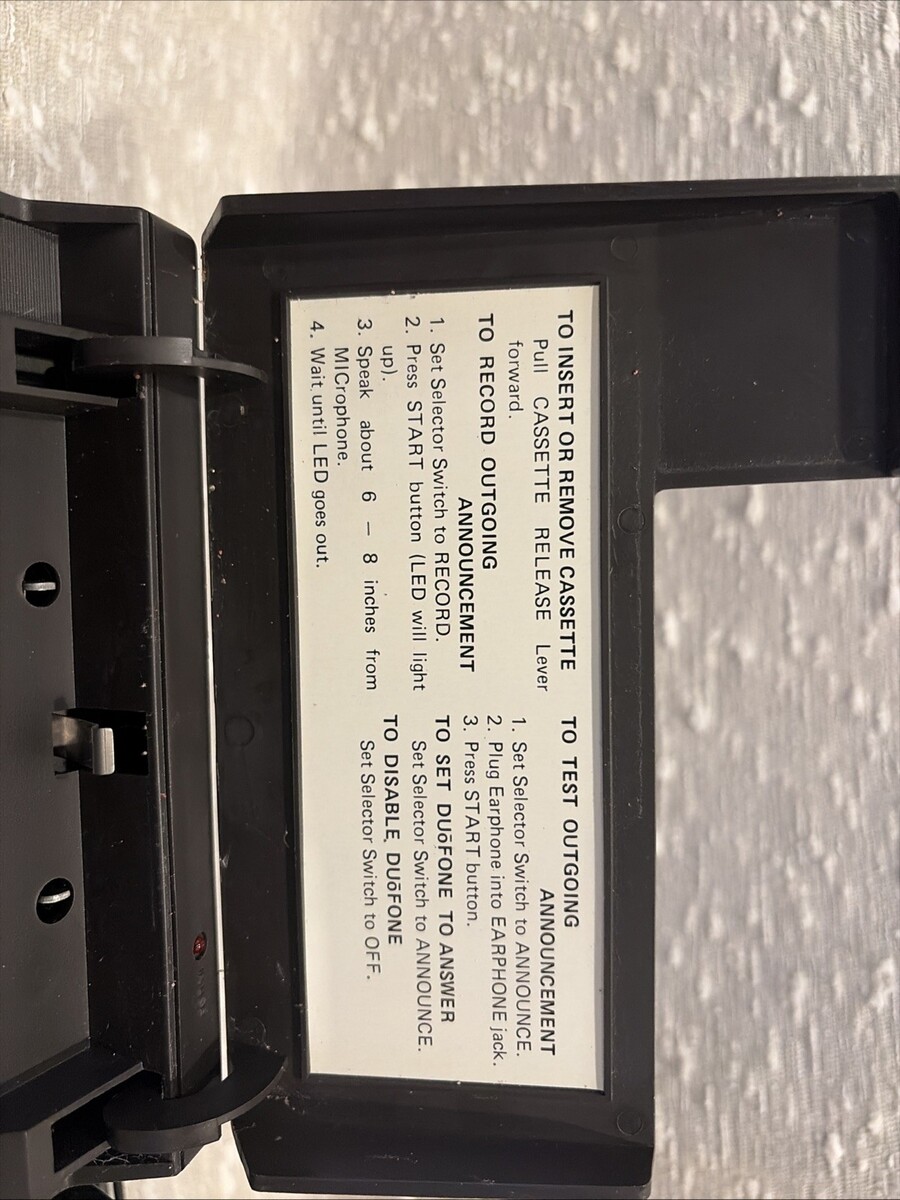 TO INSERT OR REMOVE CASSETTE
Pull CASSETTE RELEASE Lever
forward.
TO RECORD OUTGOING
ANNOUNCEMENT
1. Set Selector Switch to RECORD.
2. Press START button (LED will light
up).
3. Speak about 6 – 8 inches from
MICrophone.
4. Wait until LED goes out.
TO TEST OUTGOING
ANNOUNCEMENT
1. Set Selector Switch to ANNOUNCE.
2. Plug Earphone into EARPHONE jack.
3. Press START button.
TO SET DUōFONE TO ANSWER
Set Selector Switch to ANNOUNCE.
TO DISABLE DUōFONE
Set Selector Switch to OFF.